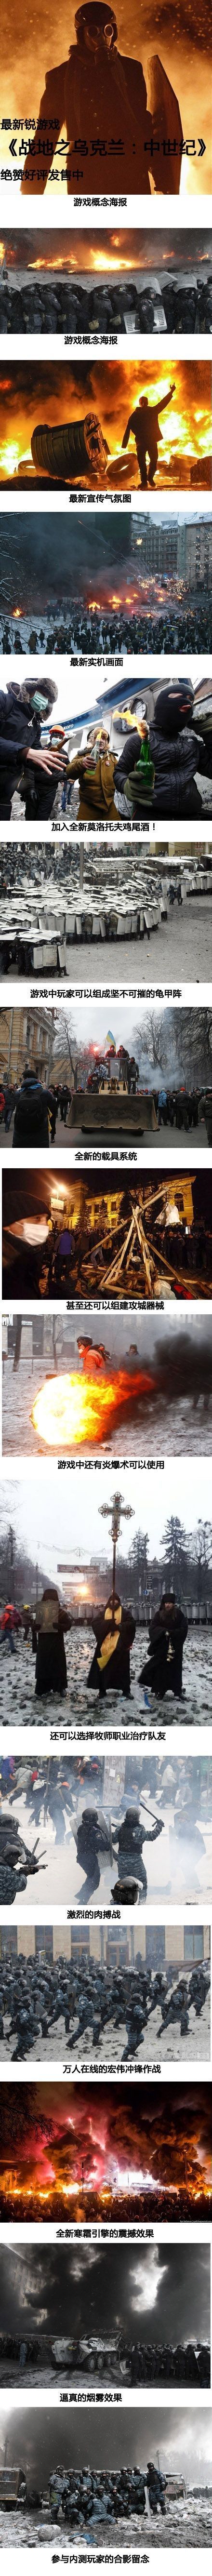 最新锐游戏
《战地之乌克兰：中世纪》
绝赞好评发售中
游戏概念海报
游戏概念海报
最新宣传气氛图
最新实机画面
加入全新莫洛托夫鸡尾酒！
游戏中玩家可以组成坚不可摧的龟甲阵
全新的载具系统
甚至还可以组建攻城器械
游戏中还有炎爆术可以使用
还可以选择牧师职业治疗队友
激烈的肉搏战
万人在线的宏伟冲锋作战
全新寒霜引擎的震撼效果
逼真的烟雾效果
参与内测玩家的合影留念